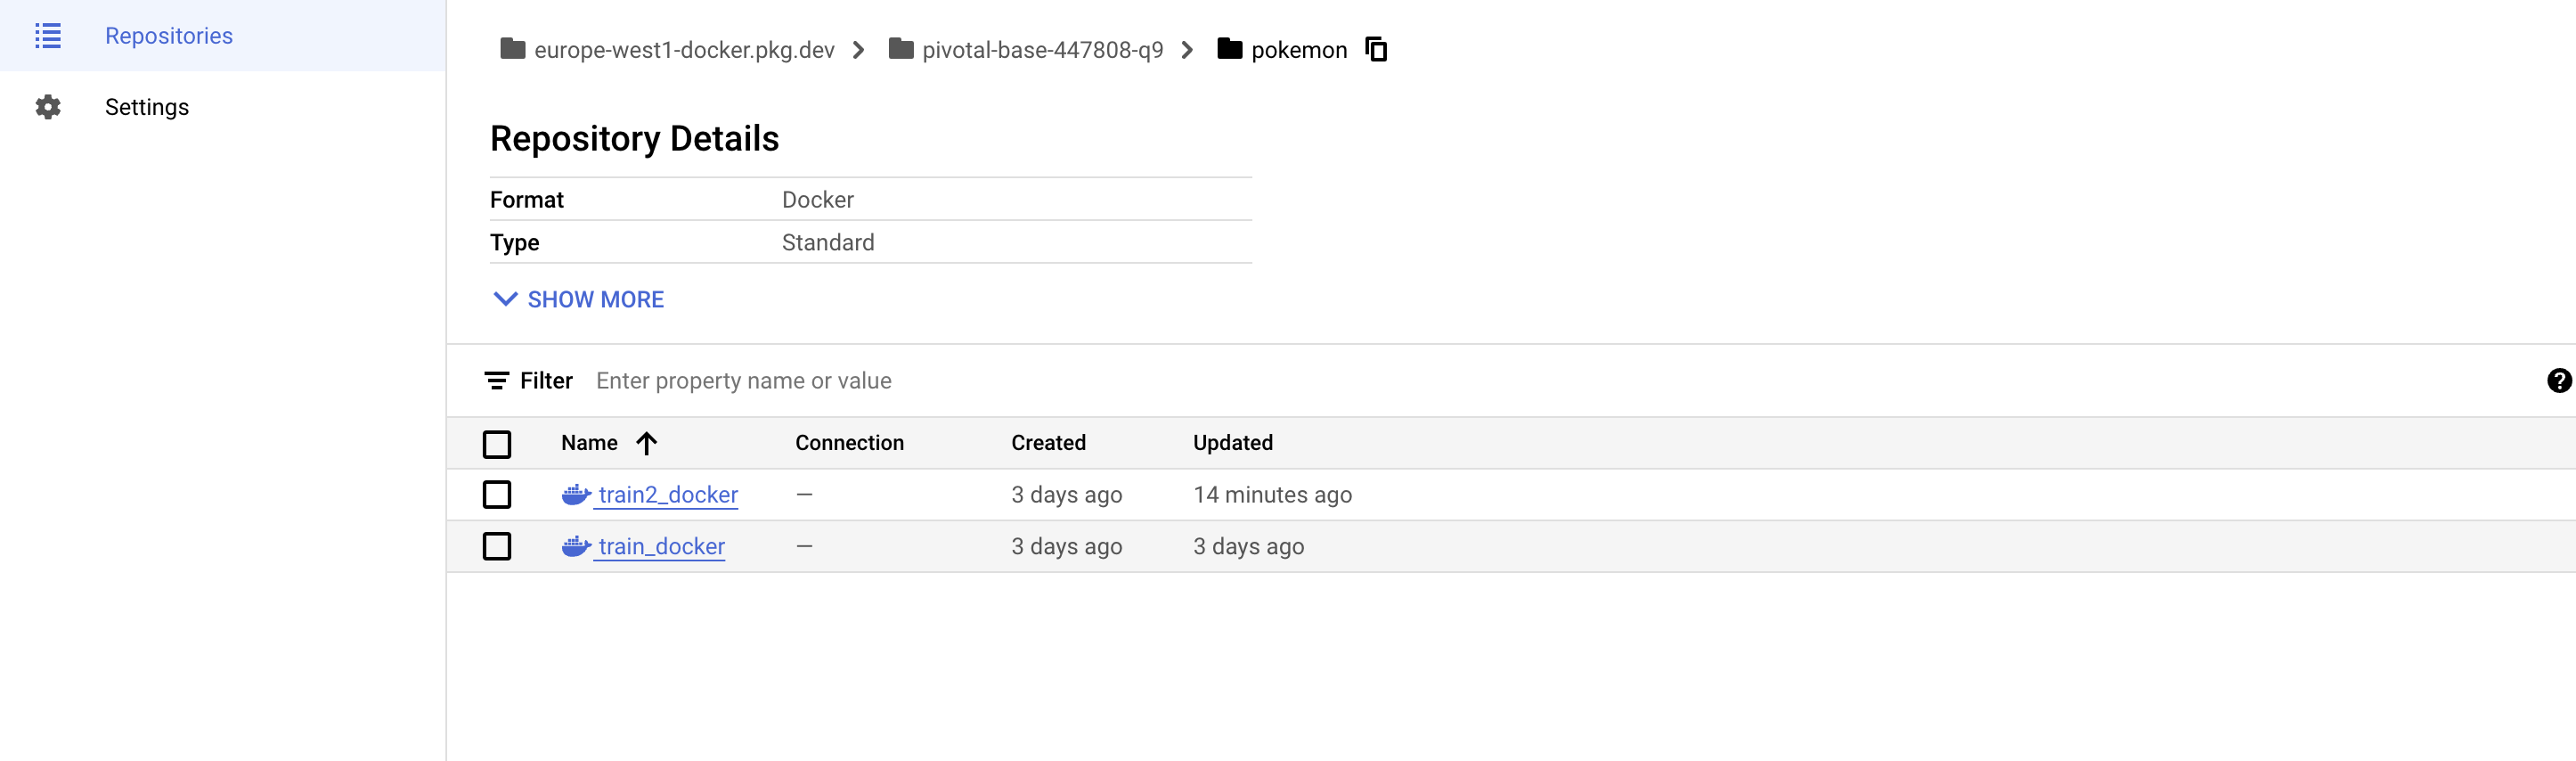 Repositories
Settings
europe-west1-docker.pkg.dev pivotal-base-447808-q9 pokemon
Repository Details
Format Docker
Type Standard
SHOW MORE
Filter Enter property name or value ?
Name Connection Created Updated
train2_docker — 3 days ago 14 minutes ago
train_docker — 3 days ago 3 days ago